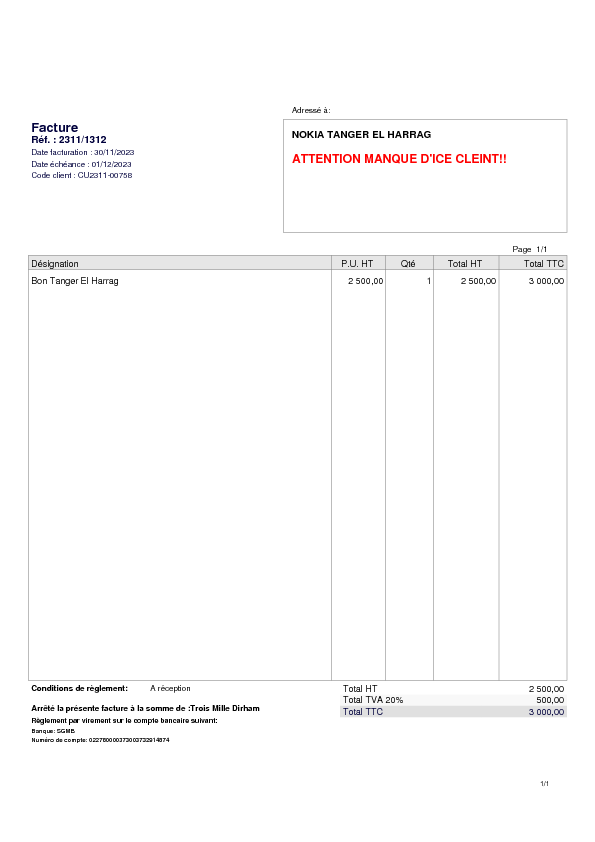 Adressé à:
Facture
Réf. : 2311/1312
Date facturation : 30/11/2023
Date échéance : 01/12/2023
Code client : CU2311-00758
NOKIA TANGER EL HARRAG
ATTENTION MANQUE D'ICE CLEINT!!
Page 1/1
Désignation P.U. HT Qté Total HT Total TTC
Bon Tanger El Harrag 2 500,00 1 2 500,00 3 000,00
Conditions de règlement: A réception
Total HT 2 500,00
Total TVA 20% 500,00
Total TTC 3 000,00
Arrêté la présente facture à la somme de :Trois Mille Dirham
Règlement par virement sur le compte bancaire suivant:
Banque: SGMB
Numéro de compte:
1/1